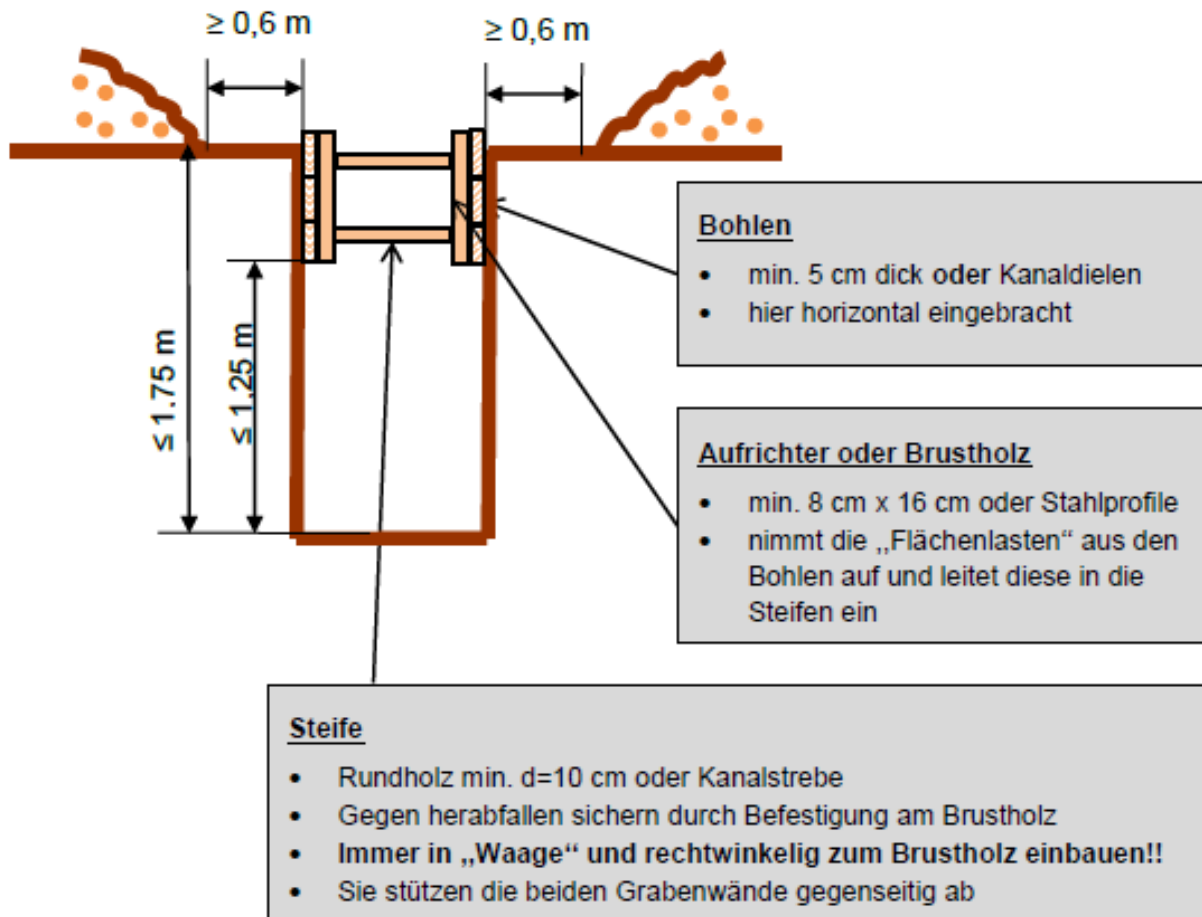 ≥ 0,6 m
≥ 0,6 m
≤ 1.75 m
≤ 1,25 m
Bohlen
• min. 5 cm dick oder Kanaldielen
• hier horizontal eingebracht
Aufrichter oder Brustholz
• min. 8 cm x 16 cm oder Stahlprofile
• nimmt die „Flächenlasten“ aus den
Bohlen auf und leitet diese in die
Steifen ein
Steife
• Rundholz min. d=10 cm oder Kanalstrebe
• Gegen herabfallen sichern durch Befestigung am Brustholz
• Immer in „Waage“ und rechtwinkelig zum Brustholz einbauen!!
• Sie stützen die beiden Grabenwände gegenseitig ab